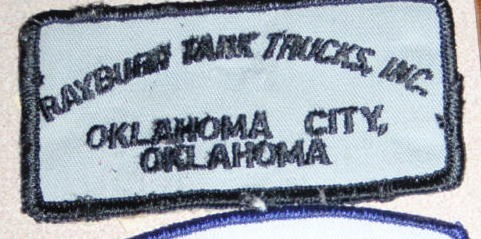 RAYBURN TANK TRUCKS, INC.
OKLAHOMA CITY,
OKLAHOMA